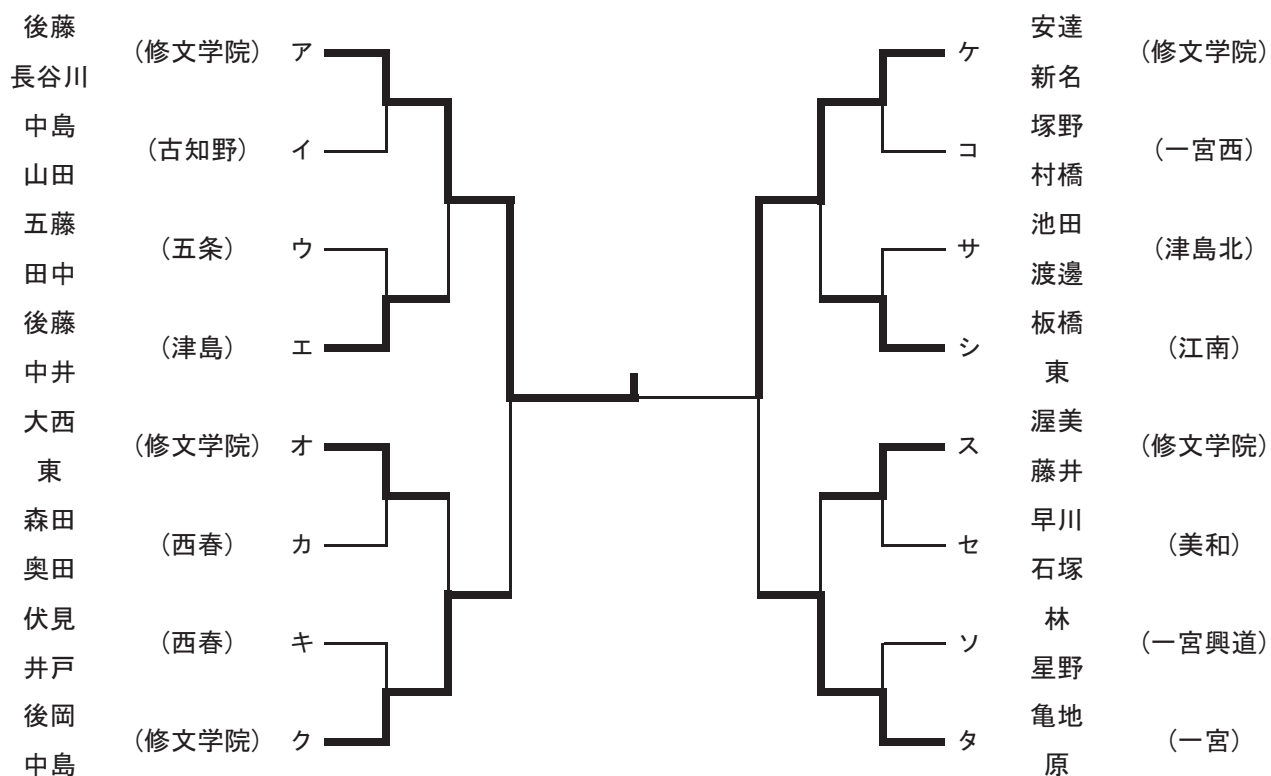 後藤
長谷川
(修文学院) ア
中島
山田
(古知野) イ
五藤
田中
(五条) ウ
後藤
中井
(津島) エ
大西
東
(修文学院) オ
森田
奥田
(西春) カ
伏見
井戸
(西春) キ
後岡
中島
(修文学院) ク
ケ 安達
新名
(修文学院)
コ 塚野
村橋
(一宮西)
サ 池田
渡邊
(津島北)
シ 板橋
東
(江南)
ス 渥美
藤井
(修文学院)
セ 早川
石塚
(美和)
ソ 林
星野
(一宮興道)
タ 亀地
原
(一宮)